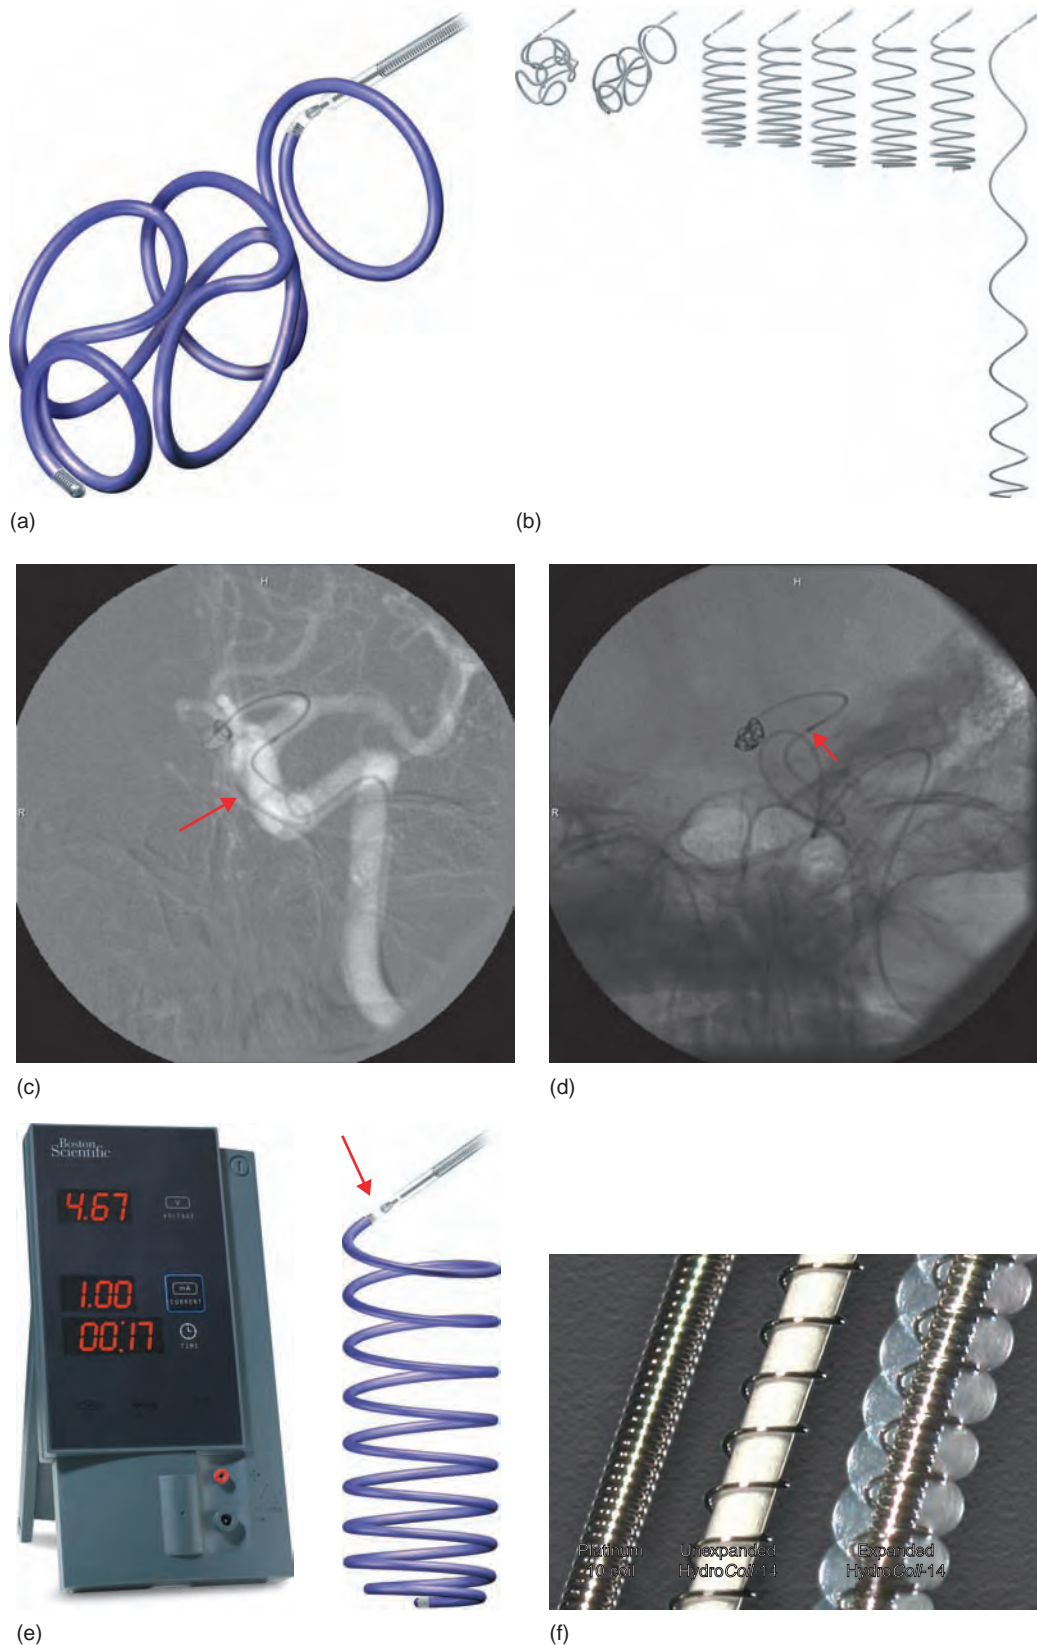 (a)
(b)
H
R
H
R
(c)
(d)
Boston
Scientific
4.67
V
VOLTAGE
1.00
mA
CURRENT
00:17
TIME
Platinum
10-coil
Unexpanded
HydroCoil-14
Expanded
HydroCoil-14
(e)
(f)